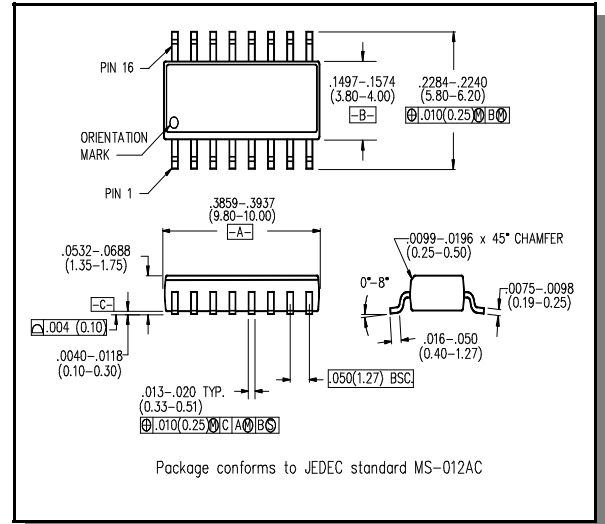 PIN 16
.1497-.1574
(3.80-4.00)
-B-
.2284-.2240
(5.80-6.20)
⌖ .010(0.25)Ⓜ B Ⓜ
ORIENTATION
MARK
PIN 1
.3859-.3937
(9.80-10.00)
-A-
.0532-.0688
(1.35-1.75)
.0099-.0196 x 45° CHAMFER
(0.25-0.50)
0°-8°
.0075-.0098
(0.19-0.25)
-C-
⌓ .004 (0.10)
.0040-.0118
(0.10-0.30)
.016-.050
(0.40-1.27)
.050(1.27) BSC.
.013-.020 TYP.
(0.33-0.51)
⌖ .010(0.25)Ⓜ C AⓂ BⓈ
Package conforms to JEDEC standard MS-012AC